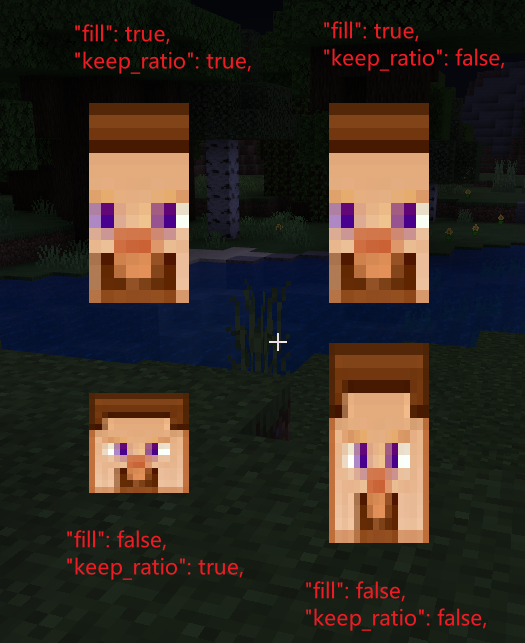 "fill": true,
"keep_ratio": true,
"fill": true,
"keep_ratio": false,
"fill": false,
"keep_ratio": true,
"fill": false,
"keep_ratio": false,